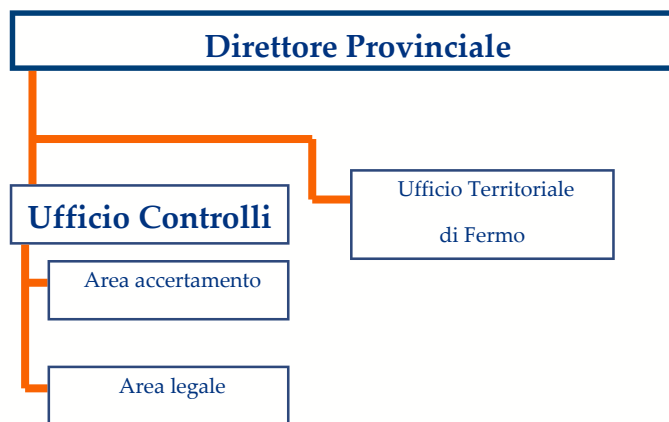 Direttore Provinciale
Ufficio Territoriale
di Fermo
Ufficio Controlli
Area accertamento
Area legale